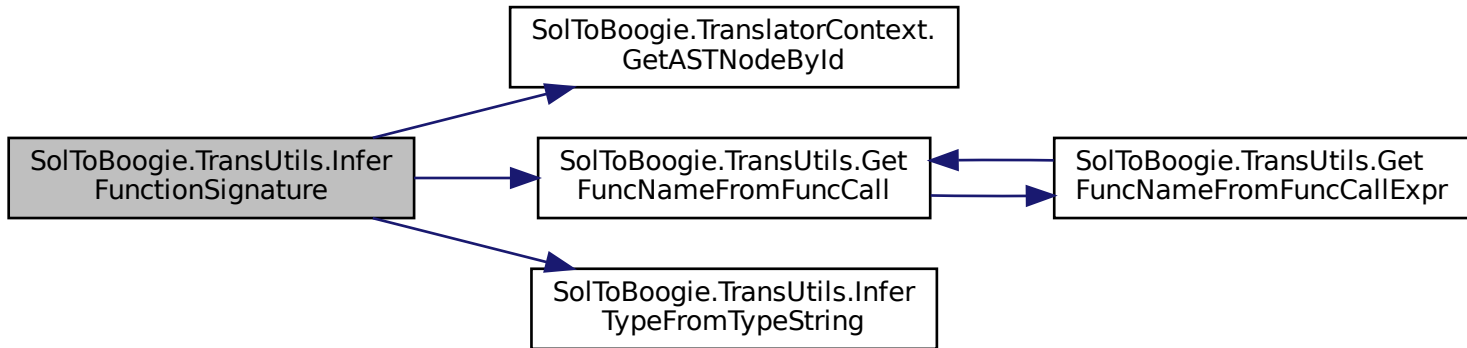 SolToBoogie.TranslatorContext.
GetASTNodeById
SolToBoogie.TransUtils.Infer
FunctionSignature
SolToBoogie.TransUtils.Get
FuncNameFromFuncCall
SolToBoogie.TransUtils.Get
FuncNameFromFuncCallExpr
SolToBoogie.TransUtils.Infer
TypeFromTypeString